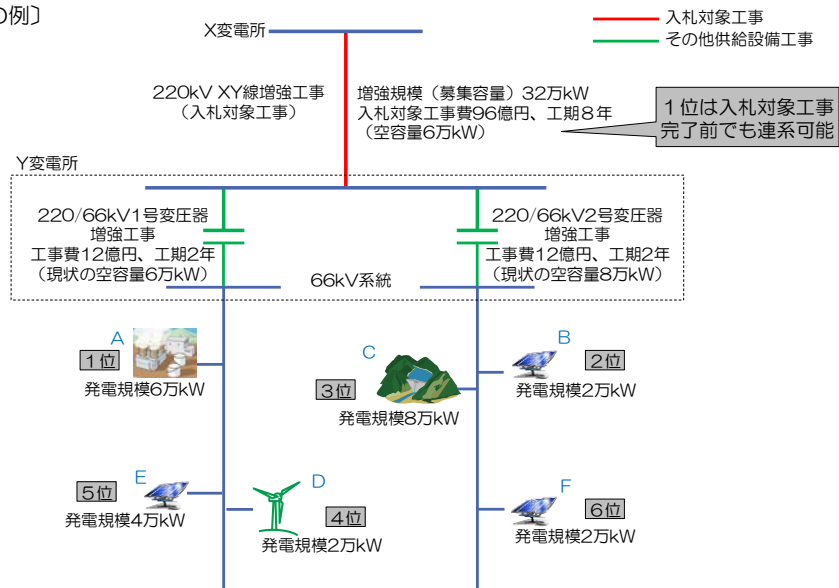 の例〕
X変電所
入札対象工事
その他供給設備工事
220kV XY線増強工事
(入札対象工事)
増強規模(募集容量)32万kW
入札対象工事費96億円、工期8年
(空容量6万kW)
1位は入札対象工事
完了前でも連系可能
Y変電所
220/66kV1号変圧器
増強工事
工事費12億円、工期2年
(現状の空容量6万kW)
220/66kV2号変圧器
増強工事
工事費12億円、工期2年
(現状の空容量8万kW)
66kV系統
A
1位
発電規模6万kW
C
3位
発電規模8万kW
B
2位
発電規模2万kW
E
5位
発電規模4万kW
D
4位
発電規模2万kW
F
6位
発電規模2万kW